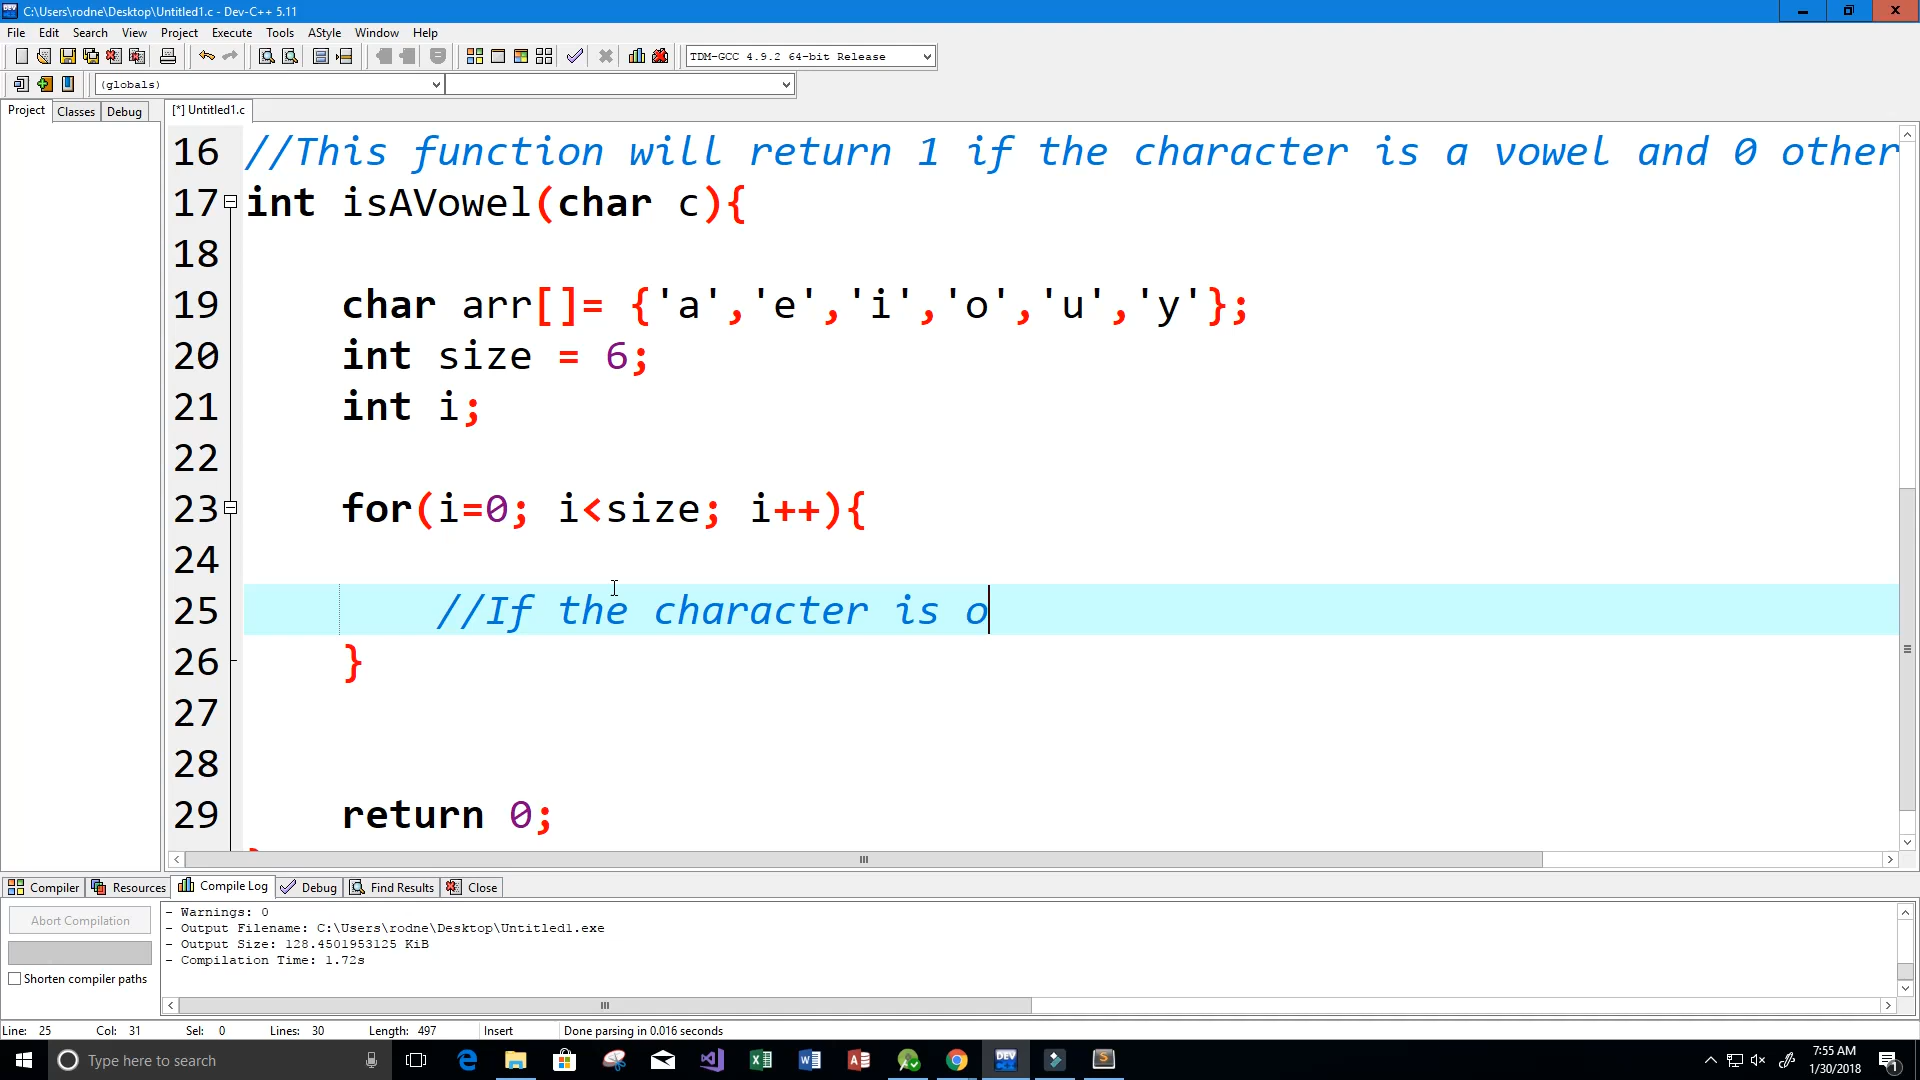 C:\Users\rodne\Desktop\Untitled1.c - Dev-C++ 5.11
File Edit Search View Project Execute Tools AStyle Window Help
TDM-GCC 4.9.2 64-bit Release
(globals)
Project Classes Debug [*] Untitled1.c
16 //This function will return 1 if the character is a vowel and 0 other
17 int isAVowel(char c){
18
19 char arr[]= {'a','e','i','o','u','y'};
20 int size = 6;
21 int i;
22
23 for(i=0; i<size; i++){
24
25 //If the character is o
26 }
27
28
29 return 0;
Compiler Resources Compile Log Debug Find Results Close
Abort Compilation
Shorten compiler paths
- Warnings: 0
- Output Filename: C:\Users\rodne\Desktop\Untitled1.exe
- Output Size: 128.4501953125 KiB
- Compilation Time: 1.72s
Line: 25 Col: 31 Sel: 0 Lines: 30 Length: 497 Insert Done parsing in 0.016 seconds
Type here to search
DEV
7:55 AM
1/30/2018
1